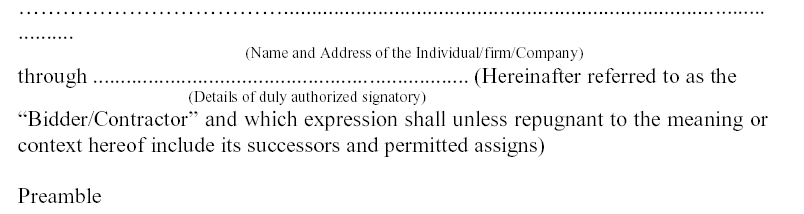 ………………………………...........................................................................................
..........
(Name and Address of the Individual/firm/Company)
through .................................................................... (Hereinafter referred to as the
(Details of duly authorized signatory)
“Bidder/Contractor” and which expression shall unless repugnant to the meaning or
context hereof include its successors and permitted assigns)
Preamble